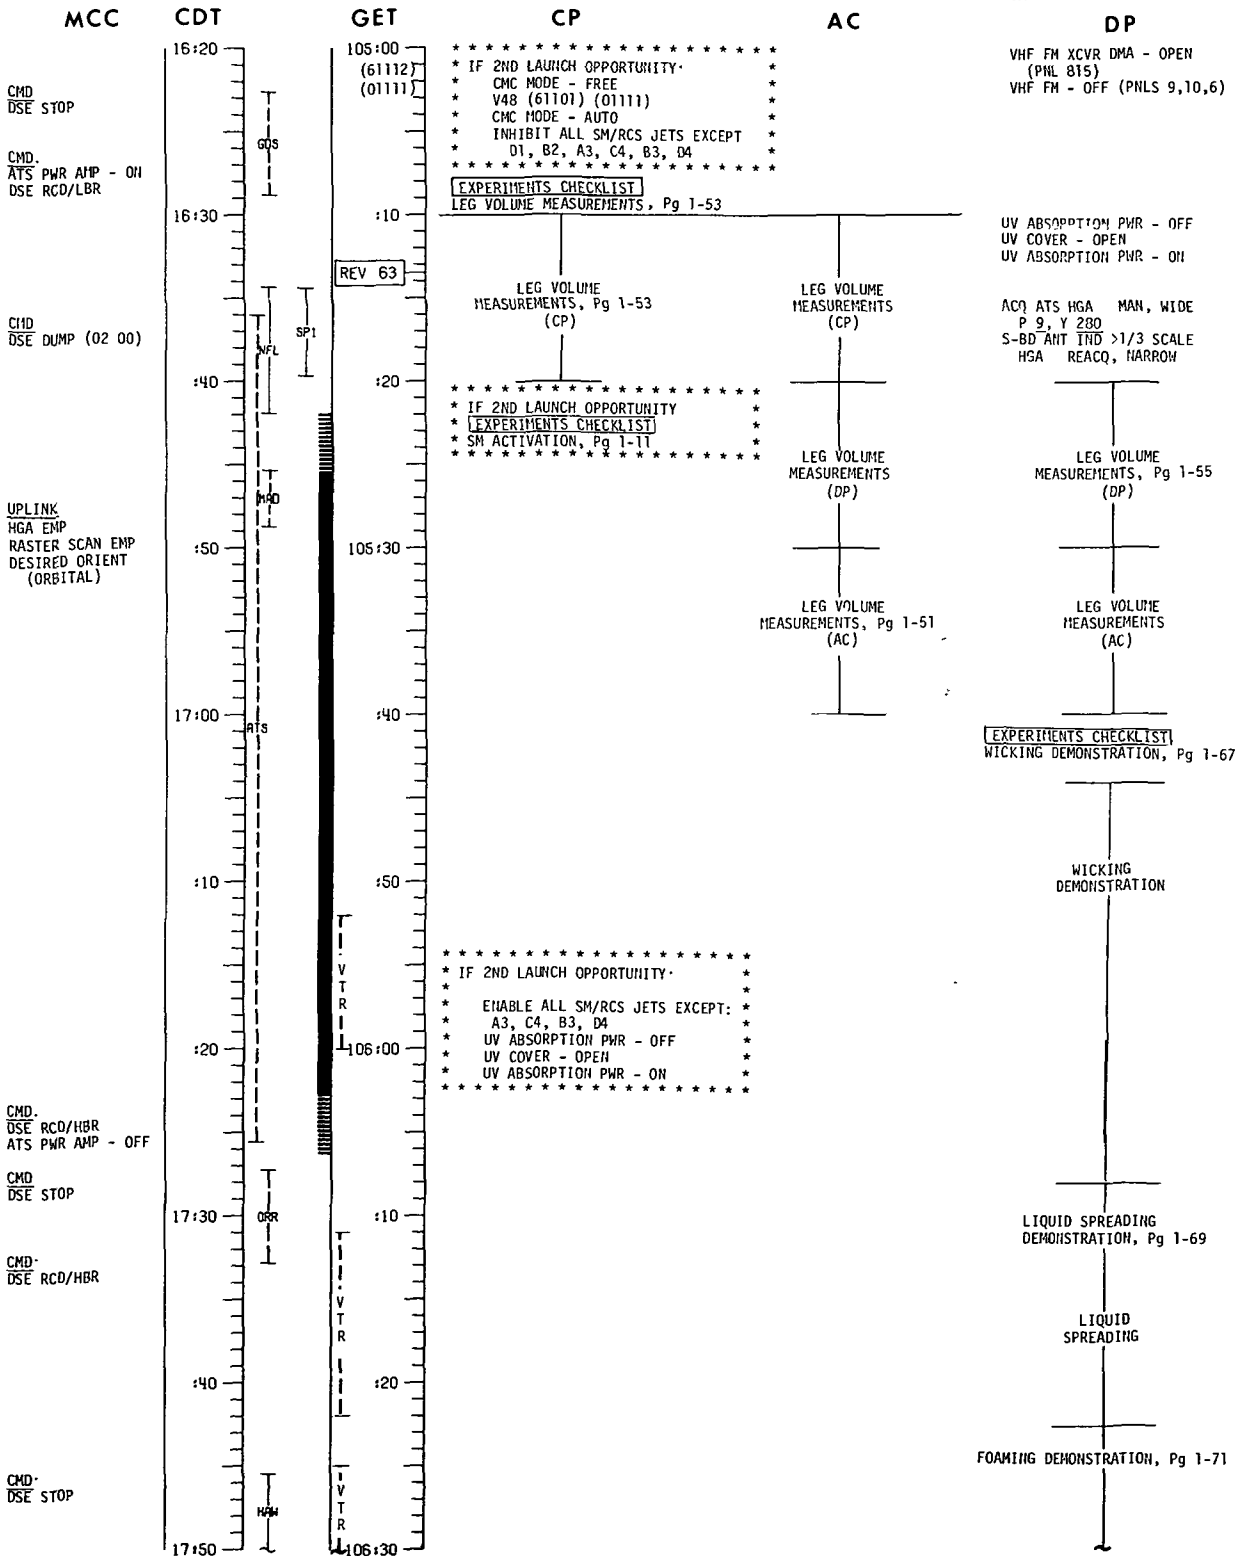 MCC CDT GET CP AC DP
CMD
DSE STOP
CMD.
ATS PWR AMP - ON
DSE RCD/LBR
CMD
DSE DUMP (02 00)
UPLINK
HGA EMP
RASTER SCAN EMP
DESIRED ORIENT
(ORBITAL)
CMD.
DSE RCD/HBR
ATS PWR AMP - OFF
CMD
DSE STOP
CMD·
DSE RCD/HBR
CMD·
DSE STOP
16:20
16:30
:40
:50
17:00
:10
:20
17:30
:40
17:50
GDS
NFL
SP1
MAD
ATS
ORR
HAW
REV 63
V
T
R
V
T
R
V
T
R
105:00
(61112)
(01111)
:10
:20
105:30
:40
:50
106:00
:10
:20
106:30
* * * * * * * * * * * * * * * * * * * *
* IF 2ND LAUNCH OPPORTUNITY· *
* CMC MODE - FREE *
* V48 (61101) (01111) *
* CMC MODE - AUTO *
* INHIBIT ALL SM/RCS JETS EXCEPT *
* D1, B2, A3, C4, B3, D4 *
* * * * * * * * * * * * * * * * * * * *
EXPERIMENTS CHECKLIST
LEG VOLUME MEASUREMENTS, Pg 1-53
LEG VOLUME
MEASUREMENTS, Pg 1-53
(CP)
* * * * * * * * * * * * * * * * * * *
* IF 2ND LAUNCH OPPORTUNITY *
* EXPERIMENTS CHECKLIST *
* SM ACTIVATION, Pg 1-11 *
* * * * * * * * * * * * * * * * * * *
* * * * * * * * * * * * * * * * * * *
* IF 2ND LAUNCH OPPORTUNITY· *
* *
* ENABLE ALL SM/RCS JETS EXCEPT: *
* A3, C4, B3, D4 *
* UV ABSORPTION PWR - OFF *
* UV COVER - OPEN *
* UV ABSORPTION PWR - ON *
* * * * * * * * * * * * * * * * * * *
LEG VOLUME
MEASUREMENTS
(CP)
LEG VOLUME
MEASUREMENTS
(DP)
LEG VOLUME
MEASUREMENTS, Pg 1-51
(AC)
VHF FM XCVR DMA - OPEN
(PNL 815)
VHF FM - OFF (PNLS 9,10,6)
UV ABSORPTION PWR - OFF
UV COVER - OPEN
UV ABSORPTION PWR - ON
ACQ ATS HGA MAN, WIDE
P 9, Y 280
S-BD ANT IND >1/3 SCALE
HGA REACQ, NARROW
LEG VOLUME
MEASUREMENTS, Pg 1-55
(DP)
LEG VOLUME
MEASUREMENTS
(AC)
EXPERIMENTS CHECKLIST
WICKING DEMONSTRATION, Pg 1-67
WICKING
DEMONSTRATION
LIQUID SPREADING
DEMONSTRATION, Pg 1-69
LIQUID
SPREADING
FOAMING DEMONSTRATION, Pg 1-71